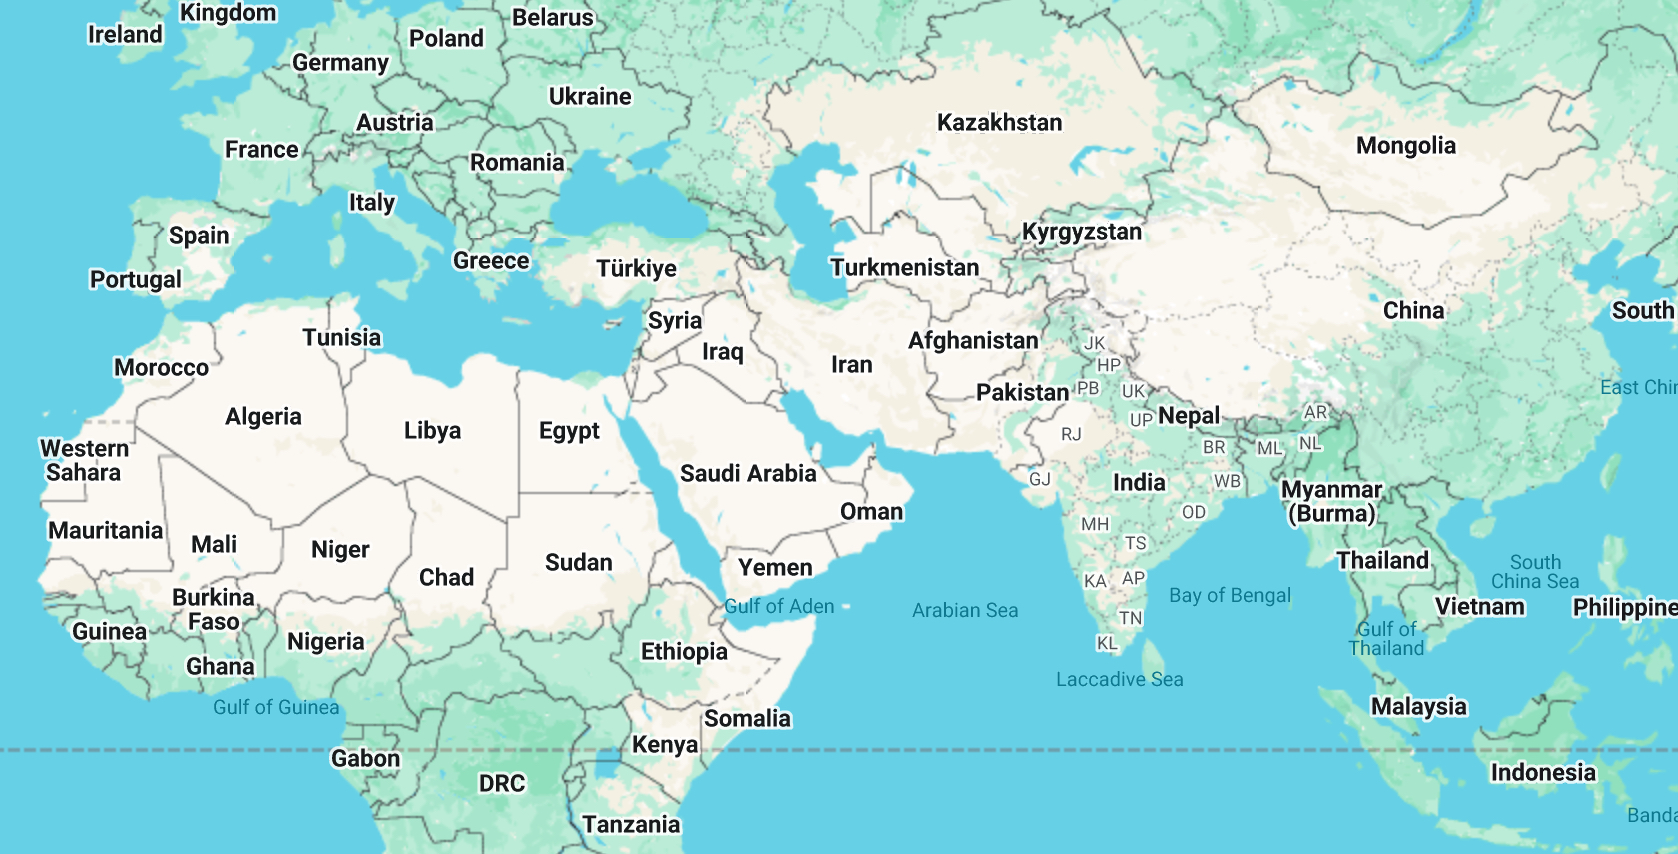 Kingdom
Ireland
Belarus
Poland
Germany
Ukraine
Austria
Kazakhstan
France
Mongolia
Romania
Italy
Spain
Kyrgyzstan
Greece
Türkiye
Turkmenistan
Portugal
China
South
Syria
Tunisia
Afghanistan
JK
Iraq
Iran
HP
Morocco
Pakistan
PB
UK
East Chin
Algeria
Nepal
AR
UP
Libya
Egypt
RJ
NL
BR
ML
Western
Sahara
Saudi Arabia
GJ
India
WB
Myanmar
(Burma)
Oman
OD
Mauritania
MH
Mali
Niger
TS
Thailand
Sudan
Yemen
South
China Sea
Chad
KA
AP
Burkina
Faso
Gulf of Aden
Arabian Sea
Bay of Bengal
Vietnam
Philippine
TN
Guinea
Nigeria
KL
Gulf of
Thailand
Ethiopia
Ghana
Laccadive Sea
Gulf of Guinea
Malaysia
Somalia
Kenya
Gabon
Indonesia
DRC
Banda
Tanzania